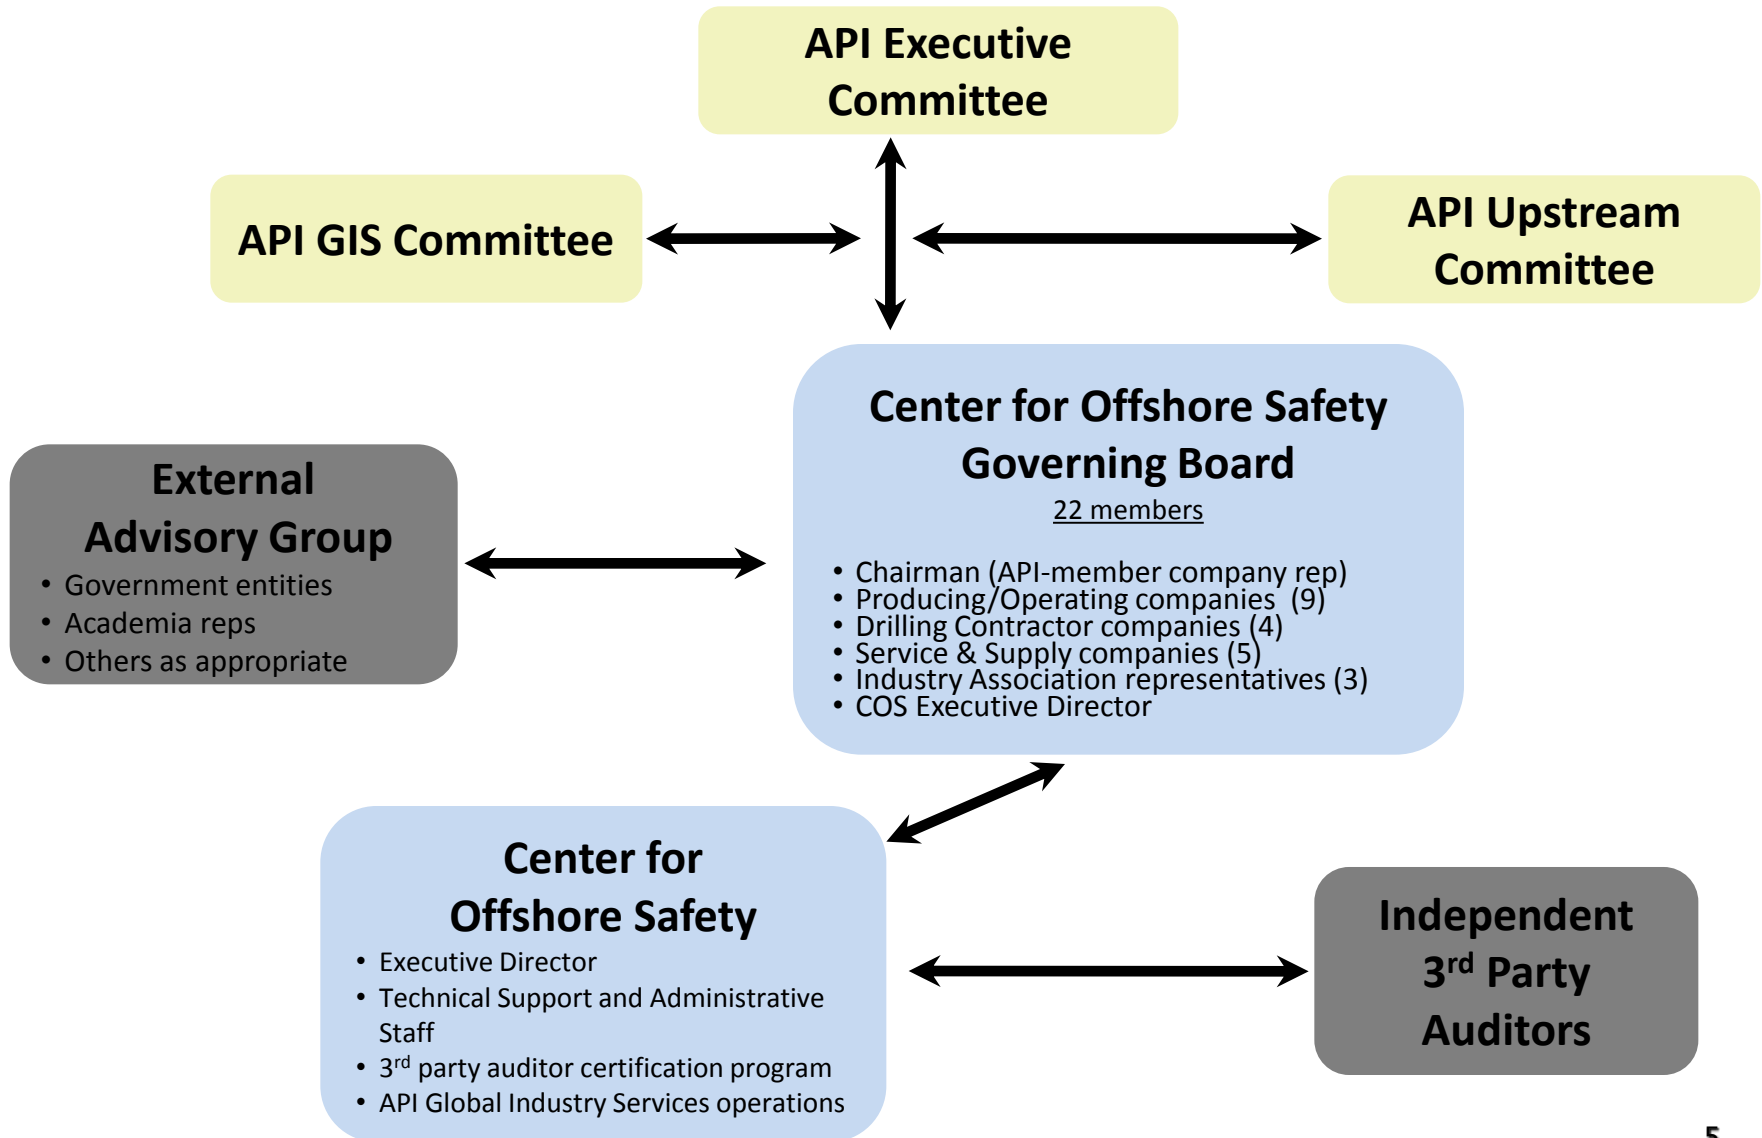 API Executive
Committee
API GIS Committee
API Upstream
Committee
Center for Offshore Safety
Governing Board
22 members
• Chairman (API-member company rep)
• Producing/Operating companies (9)
• Drilling Contractor companies (4)
• Service & Supply companies (5)
• Industry Association representatives (3)
• COS Executive Director
External
Advisory Group
• Government entities
• Academia reps
• Others as appropriate
Center for
Offshore Safety
• Executive Director
• Technical Support and Administrative
Staff
• 3rd party auditor certification program
• API Global Industry Services operations
Independent
3rd Party
Auditors
5